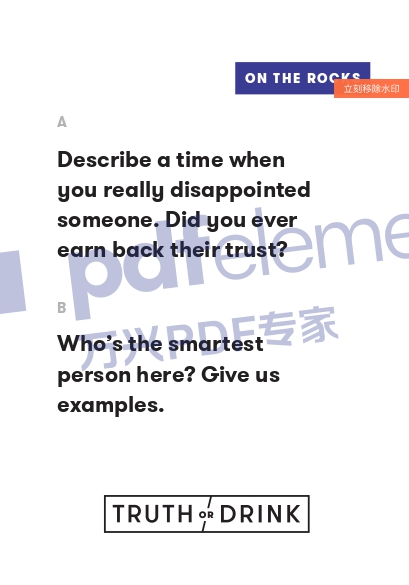 ON THE ROCKS
立刻移除水印
A
Describe a time when
you really disappointed
someone. Did you ever
earn back their trust?
pdfeleme
B
万兴PDF专家
Who's the smartest
person here? Give us
examples.
TRUTH OR DRINK